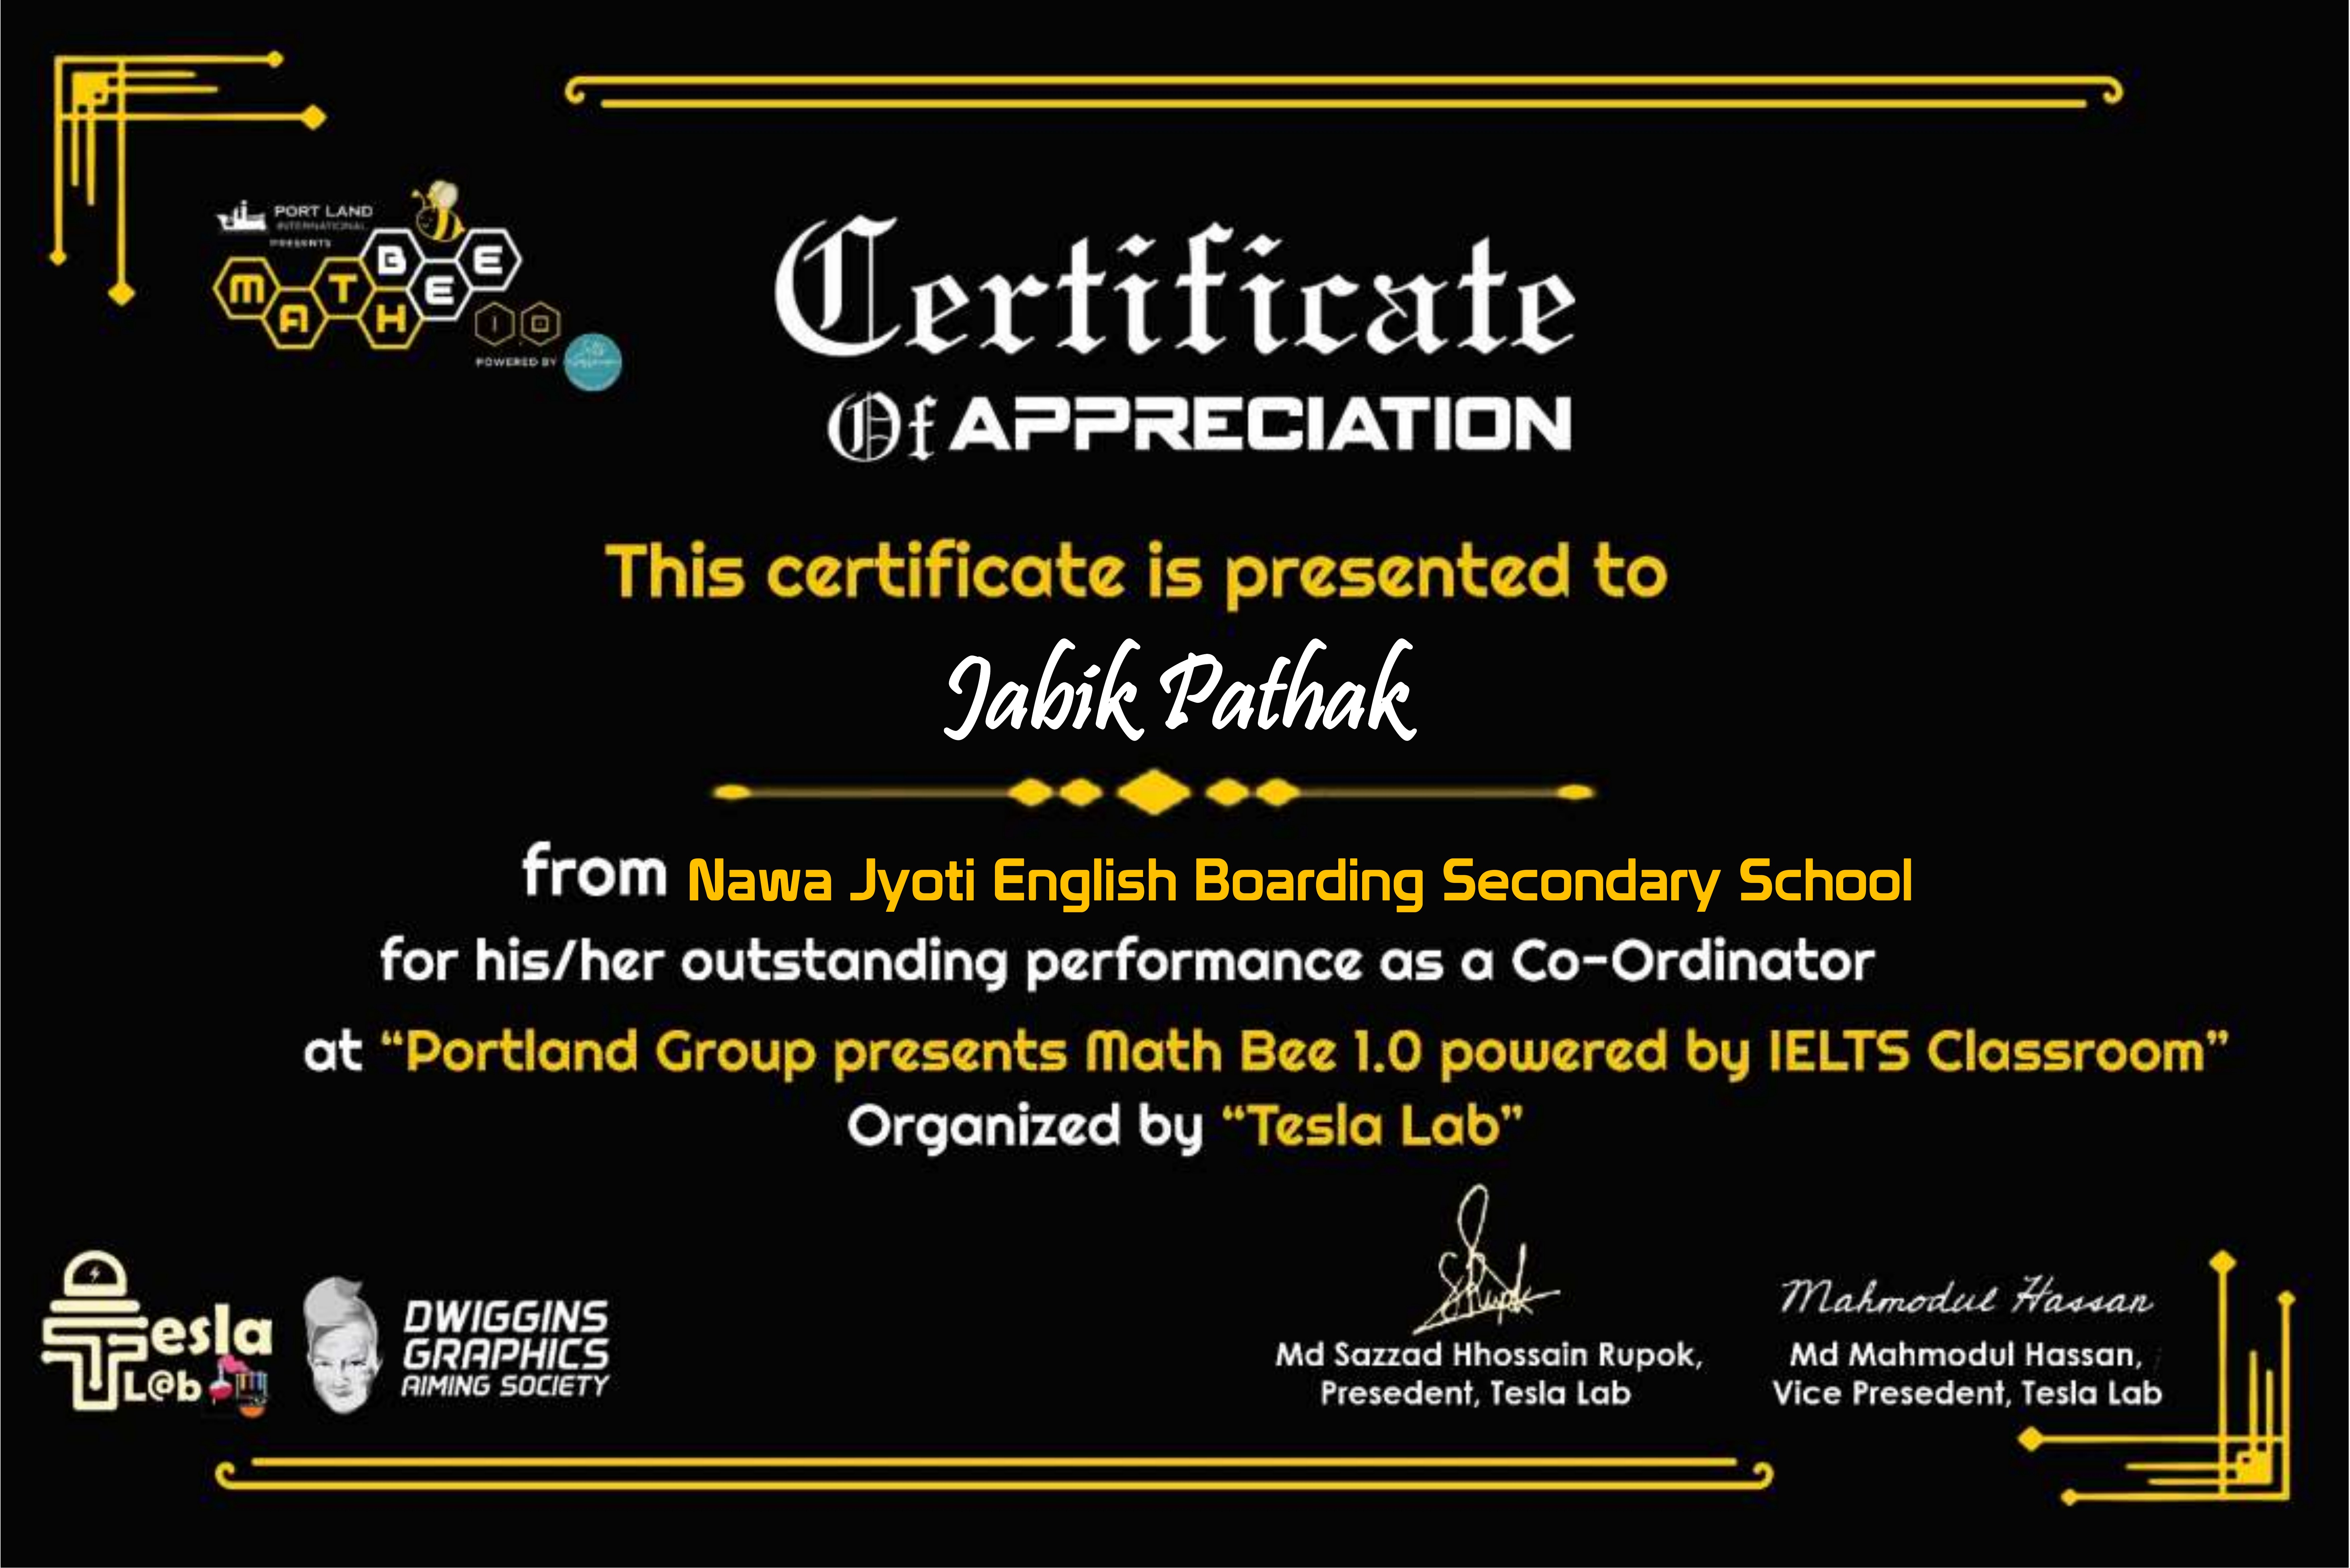 PORT LAND
INTERNATIONAL
PRESENTS
MATH BEE
1.0
POWERED BY
Certificate
Of APPRECIATION
This certificate is presented to
Jabik Pathak
from Nawa Jyoti English Boarding Secondary School
for his/her outstanding performance as a Co-Ordinator
at “Portland Group presents Math Bee 1.0 powered by IELTS Classroom”
Organized by “Tesla Lab”
Tesla
L@b
DWIGGINS
GRAPHICS
AIMING SOCIETY
Mahmodul Hassan
Md Sazzad Hhossain Rupok,
Presedent, Tesla Lab
Md Mahmodul Hassan,
Vice Presedent, Tesla Lab